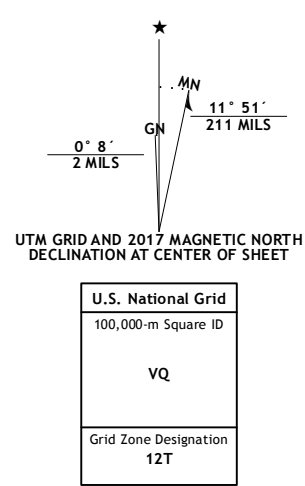 MN
11° 51´
211 MILS
GN
0° 8´
2 MILS
UTM GRID AND 2017 MAGNETIC NORTH
DECLINATION AT CENTER OF SHEET
U.S. National Grid
100,000-m Square ID
VQ
Grid Zone Designation
12T